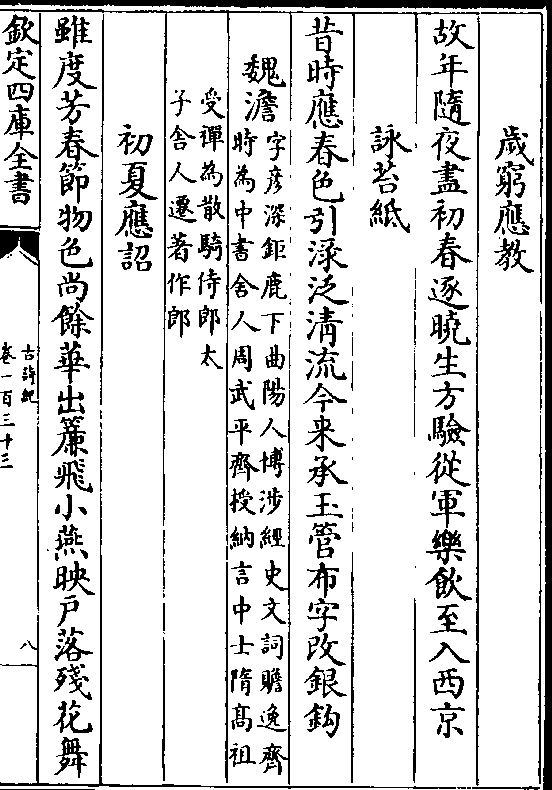 歲窮應教
故年隨夜盡初春逐曉生方驗從軍樂飲至入西京
詠苔紙
昔時應春色引淥泛清流今来承玉管布字改銀鈎
魏澹字彦深鉅鹿下曲陽人博涉經史文詞贍逸齊
時為中書舍人周武平齊授納言中士隋髙祖
受禪為散騎侍郎太
子舍人遷著作郎
初夏應詔
雖度芳春節物色尚餘華出簾飛小燕映戶落殘花舞
欽定四庫全書
古詩紀
卷一百三十三
八